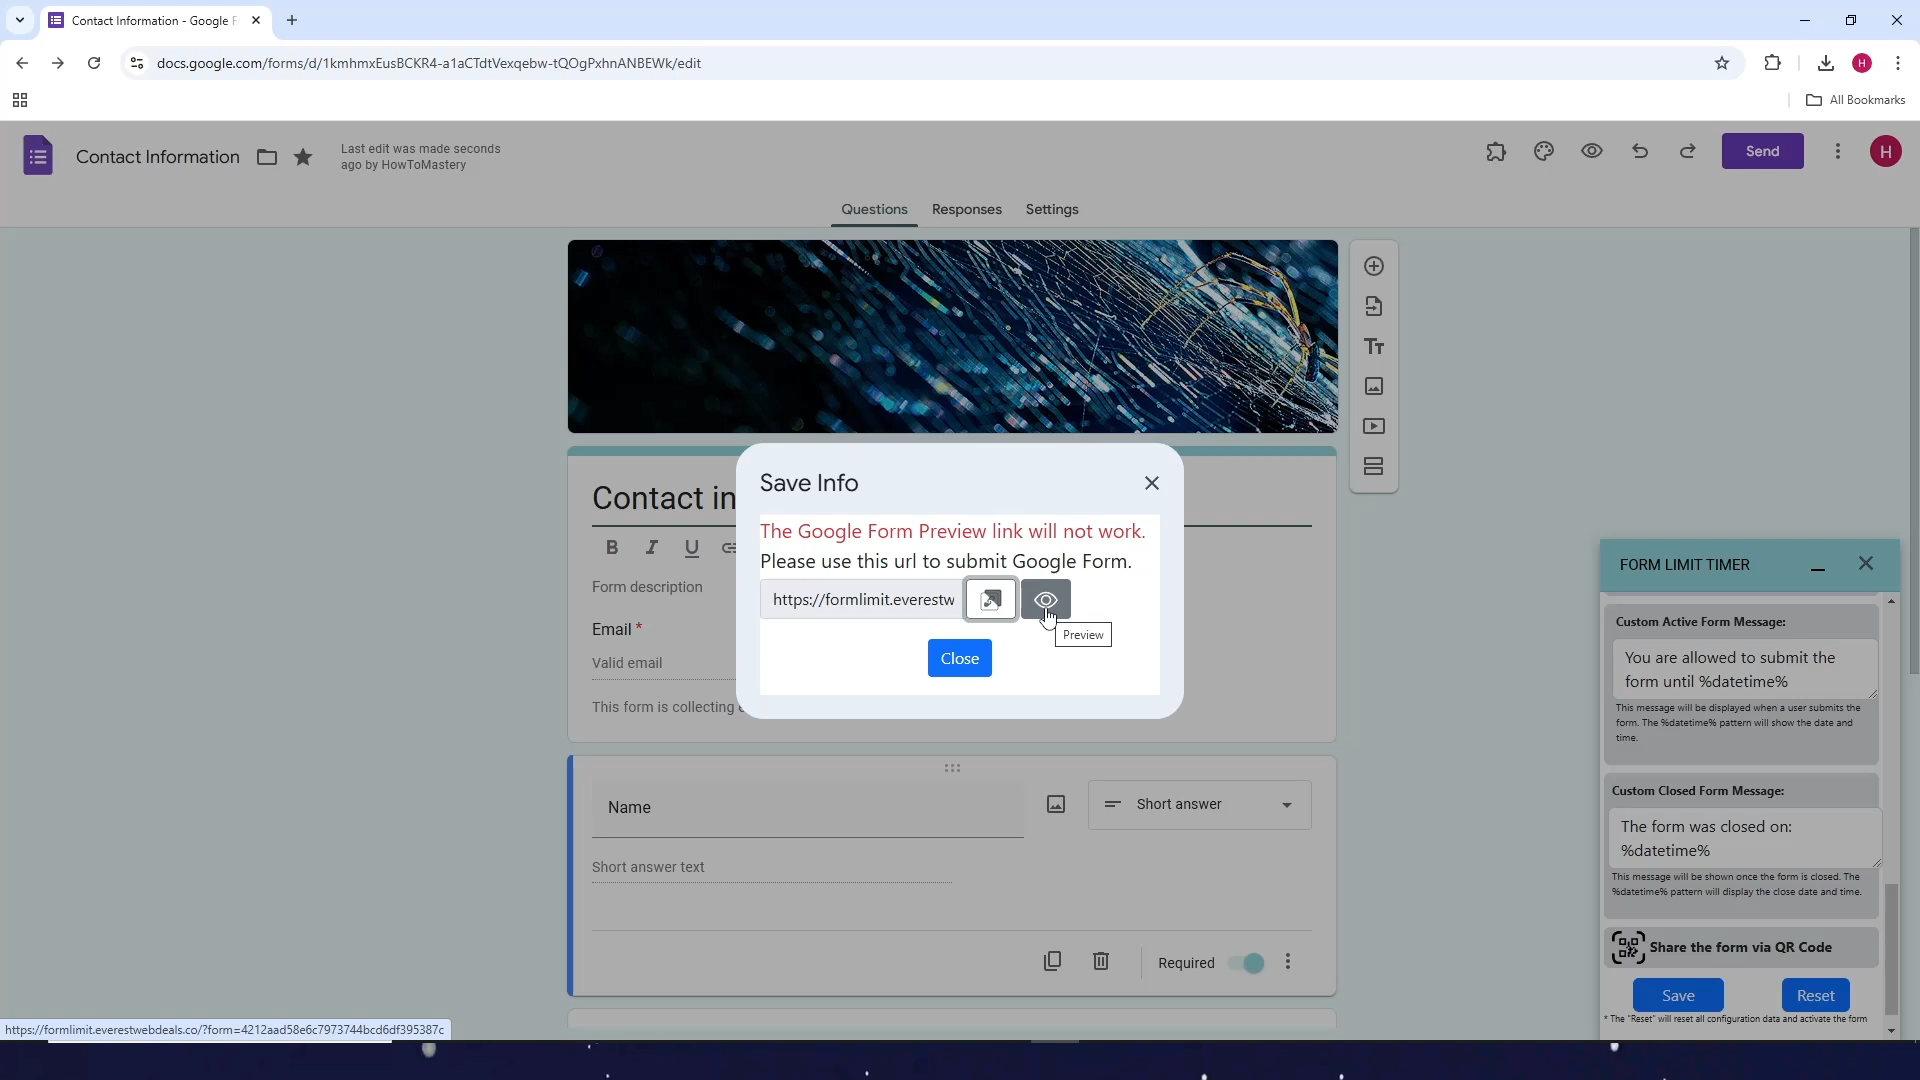 Contact Information - Google F
docs.google.com/forms/d/1kmhmxEusBCKR4-a1aCTdtVexqebw-tQOgPxhnANBEWk/edit
H
All Bookmarks
Contact Information
Last edit was made seconds
ago by HowToMastery
Send
H
Questions
Responses
Settings
Contact in
B I U
Form description
Email *
Valid email
This form is collecting
Save Info
The Google Form Preview link will not work.
Please use this url to submit Google Form.
https://formlimit.everestw
Preview
Close
Name
Short answer
Short answer text
Required
FORM LIMIT TIMER
Custom Active Form Message:
You are allowed to submit the
form until %datetime%
This message will be displayed when a user submits the
form. The %datetime% pattern will show the date and
time.
Custom Closed Form Message:
The form was closed on:
%datetime%
This message will be shown once the form is closed. The
%datetime% pattern will display the close date and time.
Share the form via QR Code
Save
Reset
* The "Reset" will reset all configuration data and activate the form
https://formlimit.everestwebdeals.co/?form=4212aad58e6c7973744bcd6df395387c